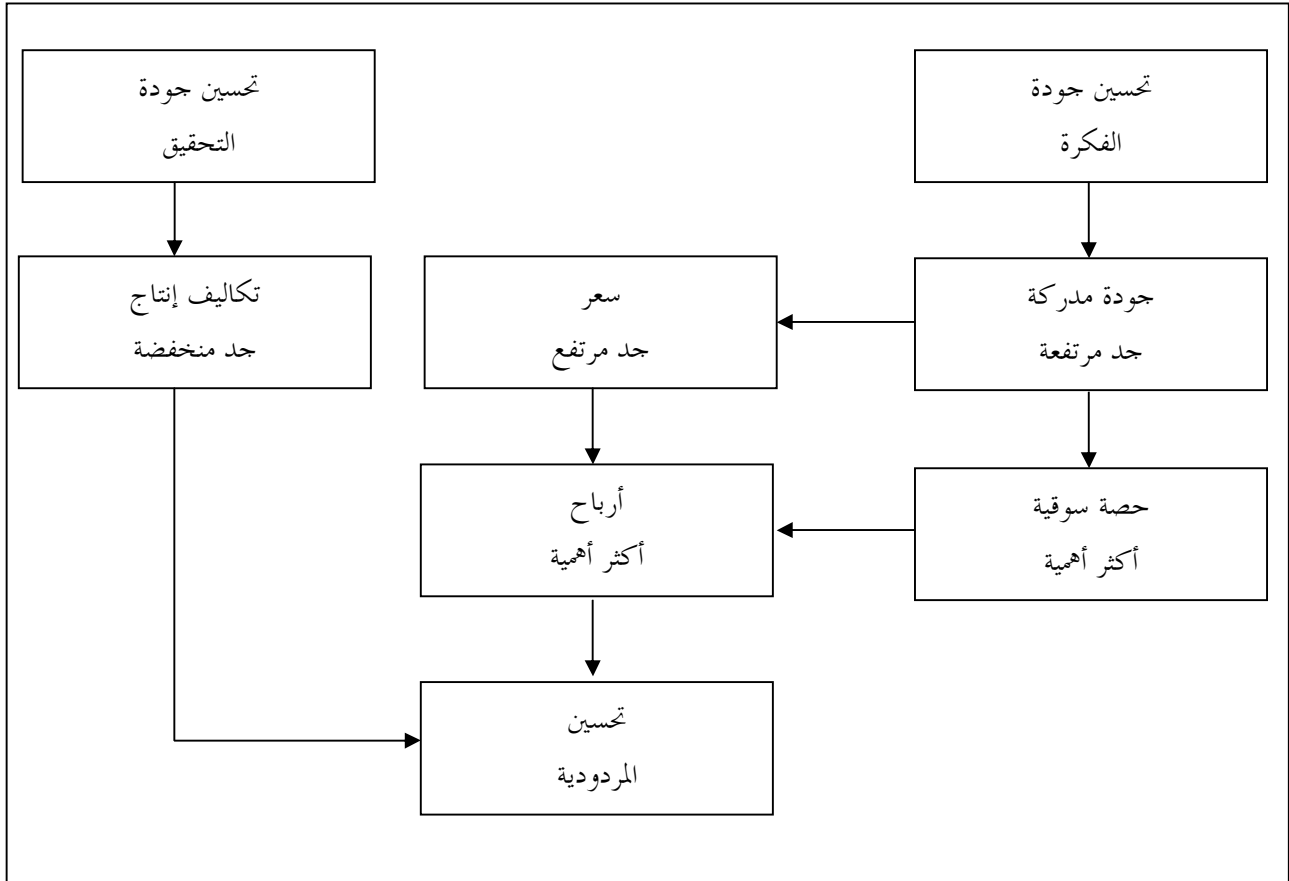 تحسين جودة
الفكرة
تحسين جودة
التحقيق
جودة مدركة
جد مرتفعة
سعر
جد مرتفع
تكاليف إنتاج
جد منخفضة
حصة سوقية
أكثر أهمية
أرباح
أكثر أهمية
تحسين
المردودية